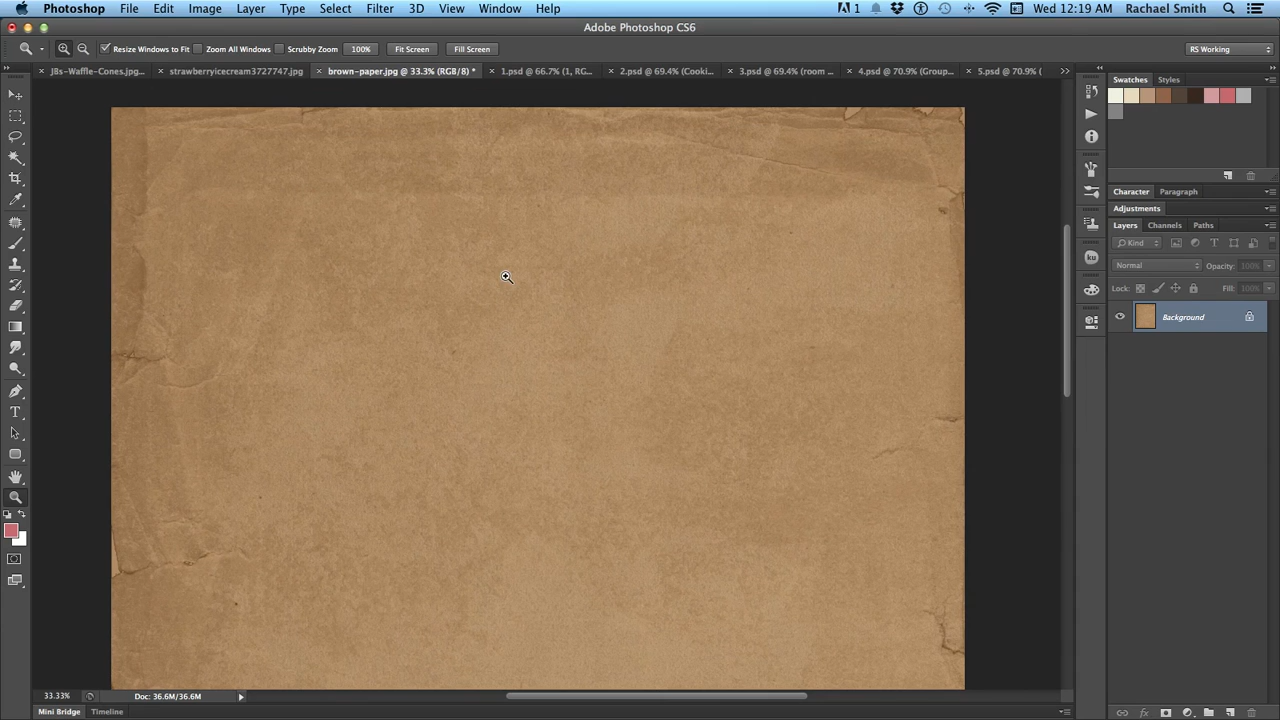 Photoshop File Edit Image Layer Type Select Filter 3D View Window Help 1 Wed 12:19 AM Rachael Smith
Adobe Photoshop CS6
Resize Windows to Fit Zoom All Windows Scrubby Zoom 100% Fit Screen Fill Screen RS Working
JBs-Waffle-Cones.jpg... strawberryicecream3727747.jpg brown-paper.jpg @ 33.3% (RGB/8) * 1.psd @ 66.7% (1, RG... 2.psd @ 69.4% (Cooki... 3.psd @ 69.4% (room ... 4.psd @ 70.9% (Group... 5.psd @ 70.9% (
Swatches Styles
Character Paragraph
Adjustments
Layers Channels Paths
Kind
Normal Opacity: 100%
Lock: Fill: 100%
ku
Background
T
33.33% Doc: 36.6M/36.6M
Mini Bridge Timeline
fx